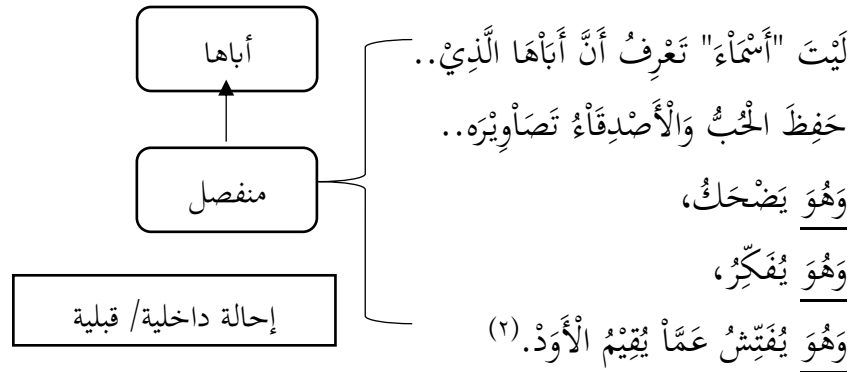 لَيْتَ "أَسْمَاْءَ" تَعْرِفُ أَنَّ أَبَاْهَا الَّذِيْ..
حَفِظَ الْحُبُّ وَالْأَصْدِقَاْءُ تَصَاْوِيْرَه..
وَهُوَ يَضْحَكُ،
وَهُوَ يُفَكِّرُ،
وَهُوَ يُفَتِّشُ عَمَّاْ يُقِيْمُ الْأَوَدْ.(٢)
أباها
منفصل
إحالة داخلية/ قبلية